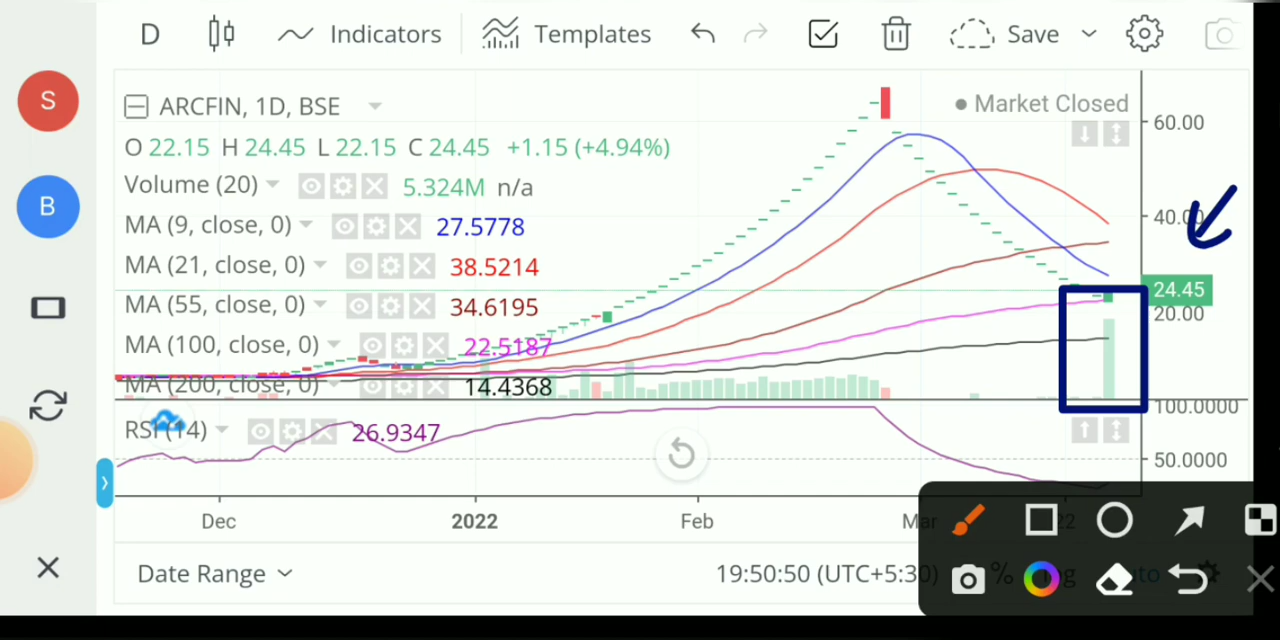 D Indicators Templates Save
S
ARCFIN, 1D, BSE Market Closed
60.00
O 22.15 H 24.45 L 22.15 C 24.45 +1.15 (+4.94%)
Volume (20) 5.324M n/a
B
MA (9, close, 0) 27.5778
40.00
MA (21, close, 0) 38.5214
24.45
MA (55, close, 0) 34.6195
20.00
MA (100, close, 0) 22.5187
MA (200, close, 0) 14.4368
100.0000
RSI (14) 26.9347
50.0000
Dec 2022 Feb Mar 22
Date Range 19:50:50 (UTC+5:30) %